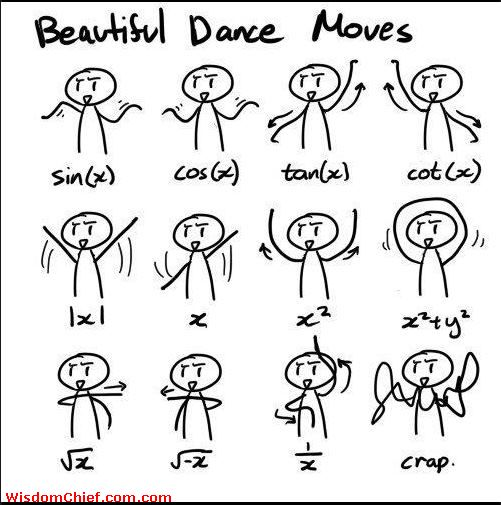 Beautiful Dance Moves
sin(x) cos(x) tan(x) cot(x)
|x| x x² x²+y²
√x √-x 1/x crap.
WisdomChief.com.com